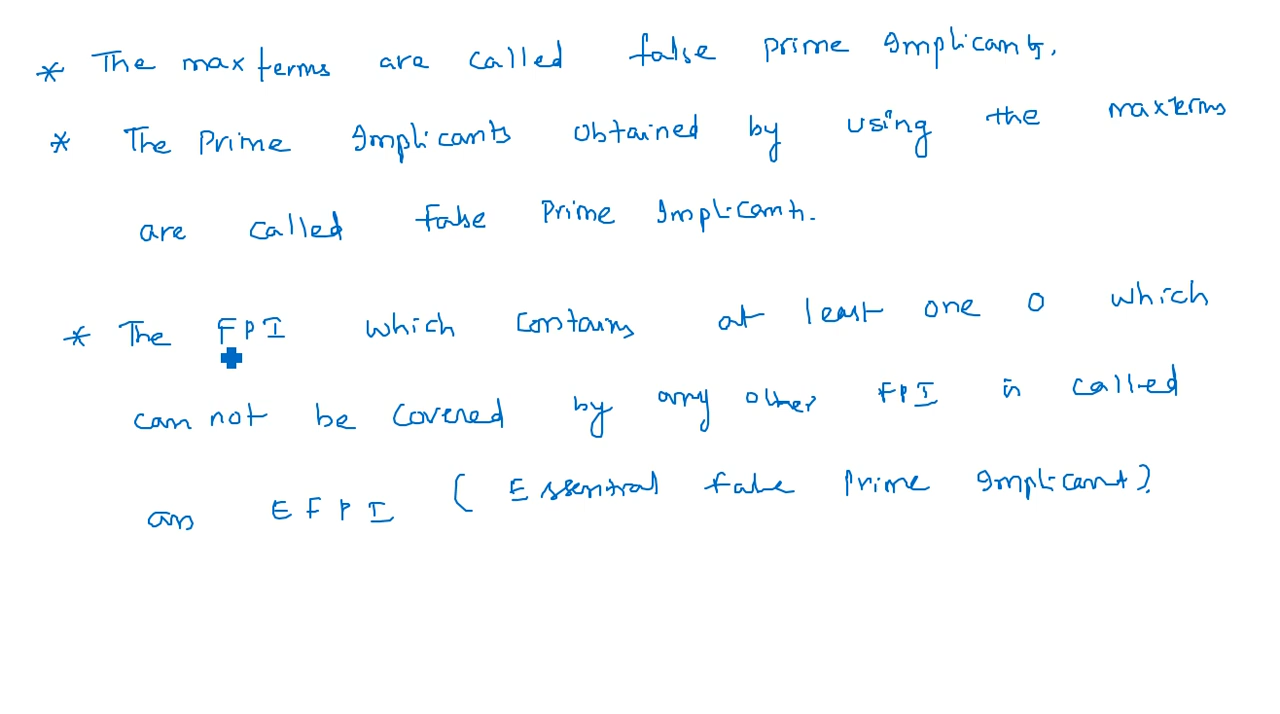 * The maxterms are called false prime Implicants.
* The Prime Implicants obtained by using the maxterms
are called false Prime Implicants.
* The FPI which contains at least one 0 which
can not be covered by any other FPI is called
as EFPI (Essential false Prime Implicant)